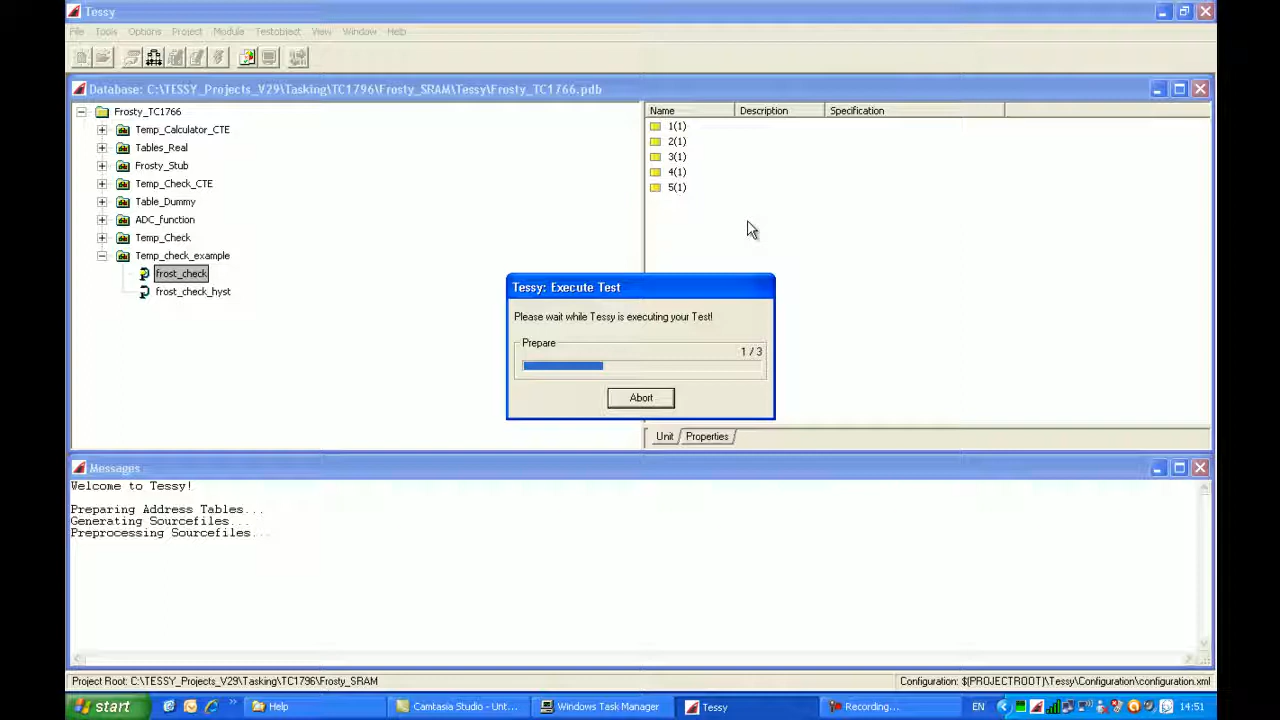 Tessy
File Tools Options Project Module Testobject View Window Help
Database: C:\TESSY_Projects_V29\Tasking\TC1796\Frosty_SRAM\Tessy\Frosty_TC1766.pdb
Frosty_TC1766
Temp_Calculator_CTE
Tables_Real
Frosty_Stub
Temp_Check_CTE
Table_Dummy
ADC_function
Temp_Check
Temp_check_example
frost_check
frost_check_hyst
Name Description Specification
1(1)
2(1)
3(1)
4(1)
5(1)
Tessy: Execute Test
Please wait while Tessy is executing your Test!
Prepare
1 / 3
Abort
Unit Properties
Messages
Welcome to Tessy!
Preparing Address Tables...
Generating Sourcefiles...
Preprocessing Sourcefiles...
Project Root: C:\TESSY_Projects_V29\Tasking\TC1796\Frosty_SRAM
Configuration: $(PROJECTROOT)\Tessy\Configuration\configuration.xml
start Help Camtasia Studio - Unt... Windows Task Manager Tessy Recording... EN 14:51